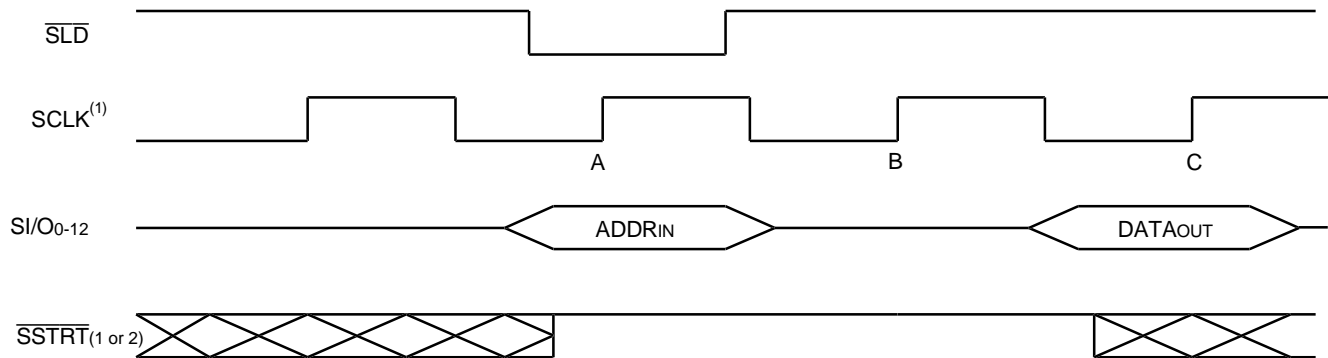 SLD
SCLK(1)
A B C
SI/O0-12 ADDRIN DATAOUT
SSTRT(1 or 2)